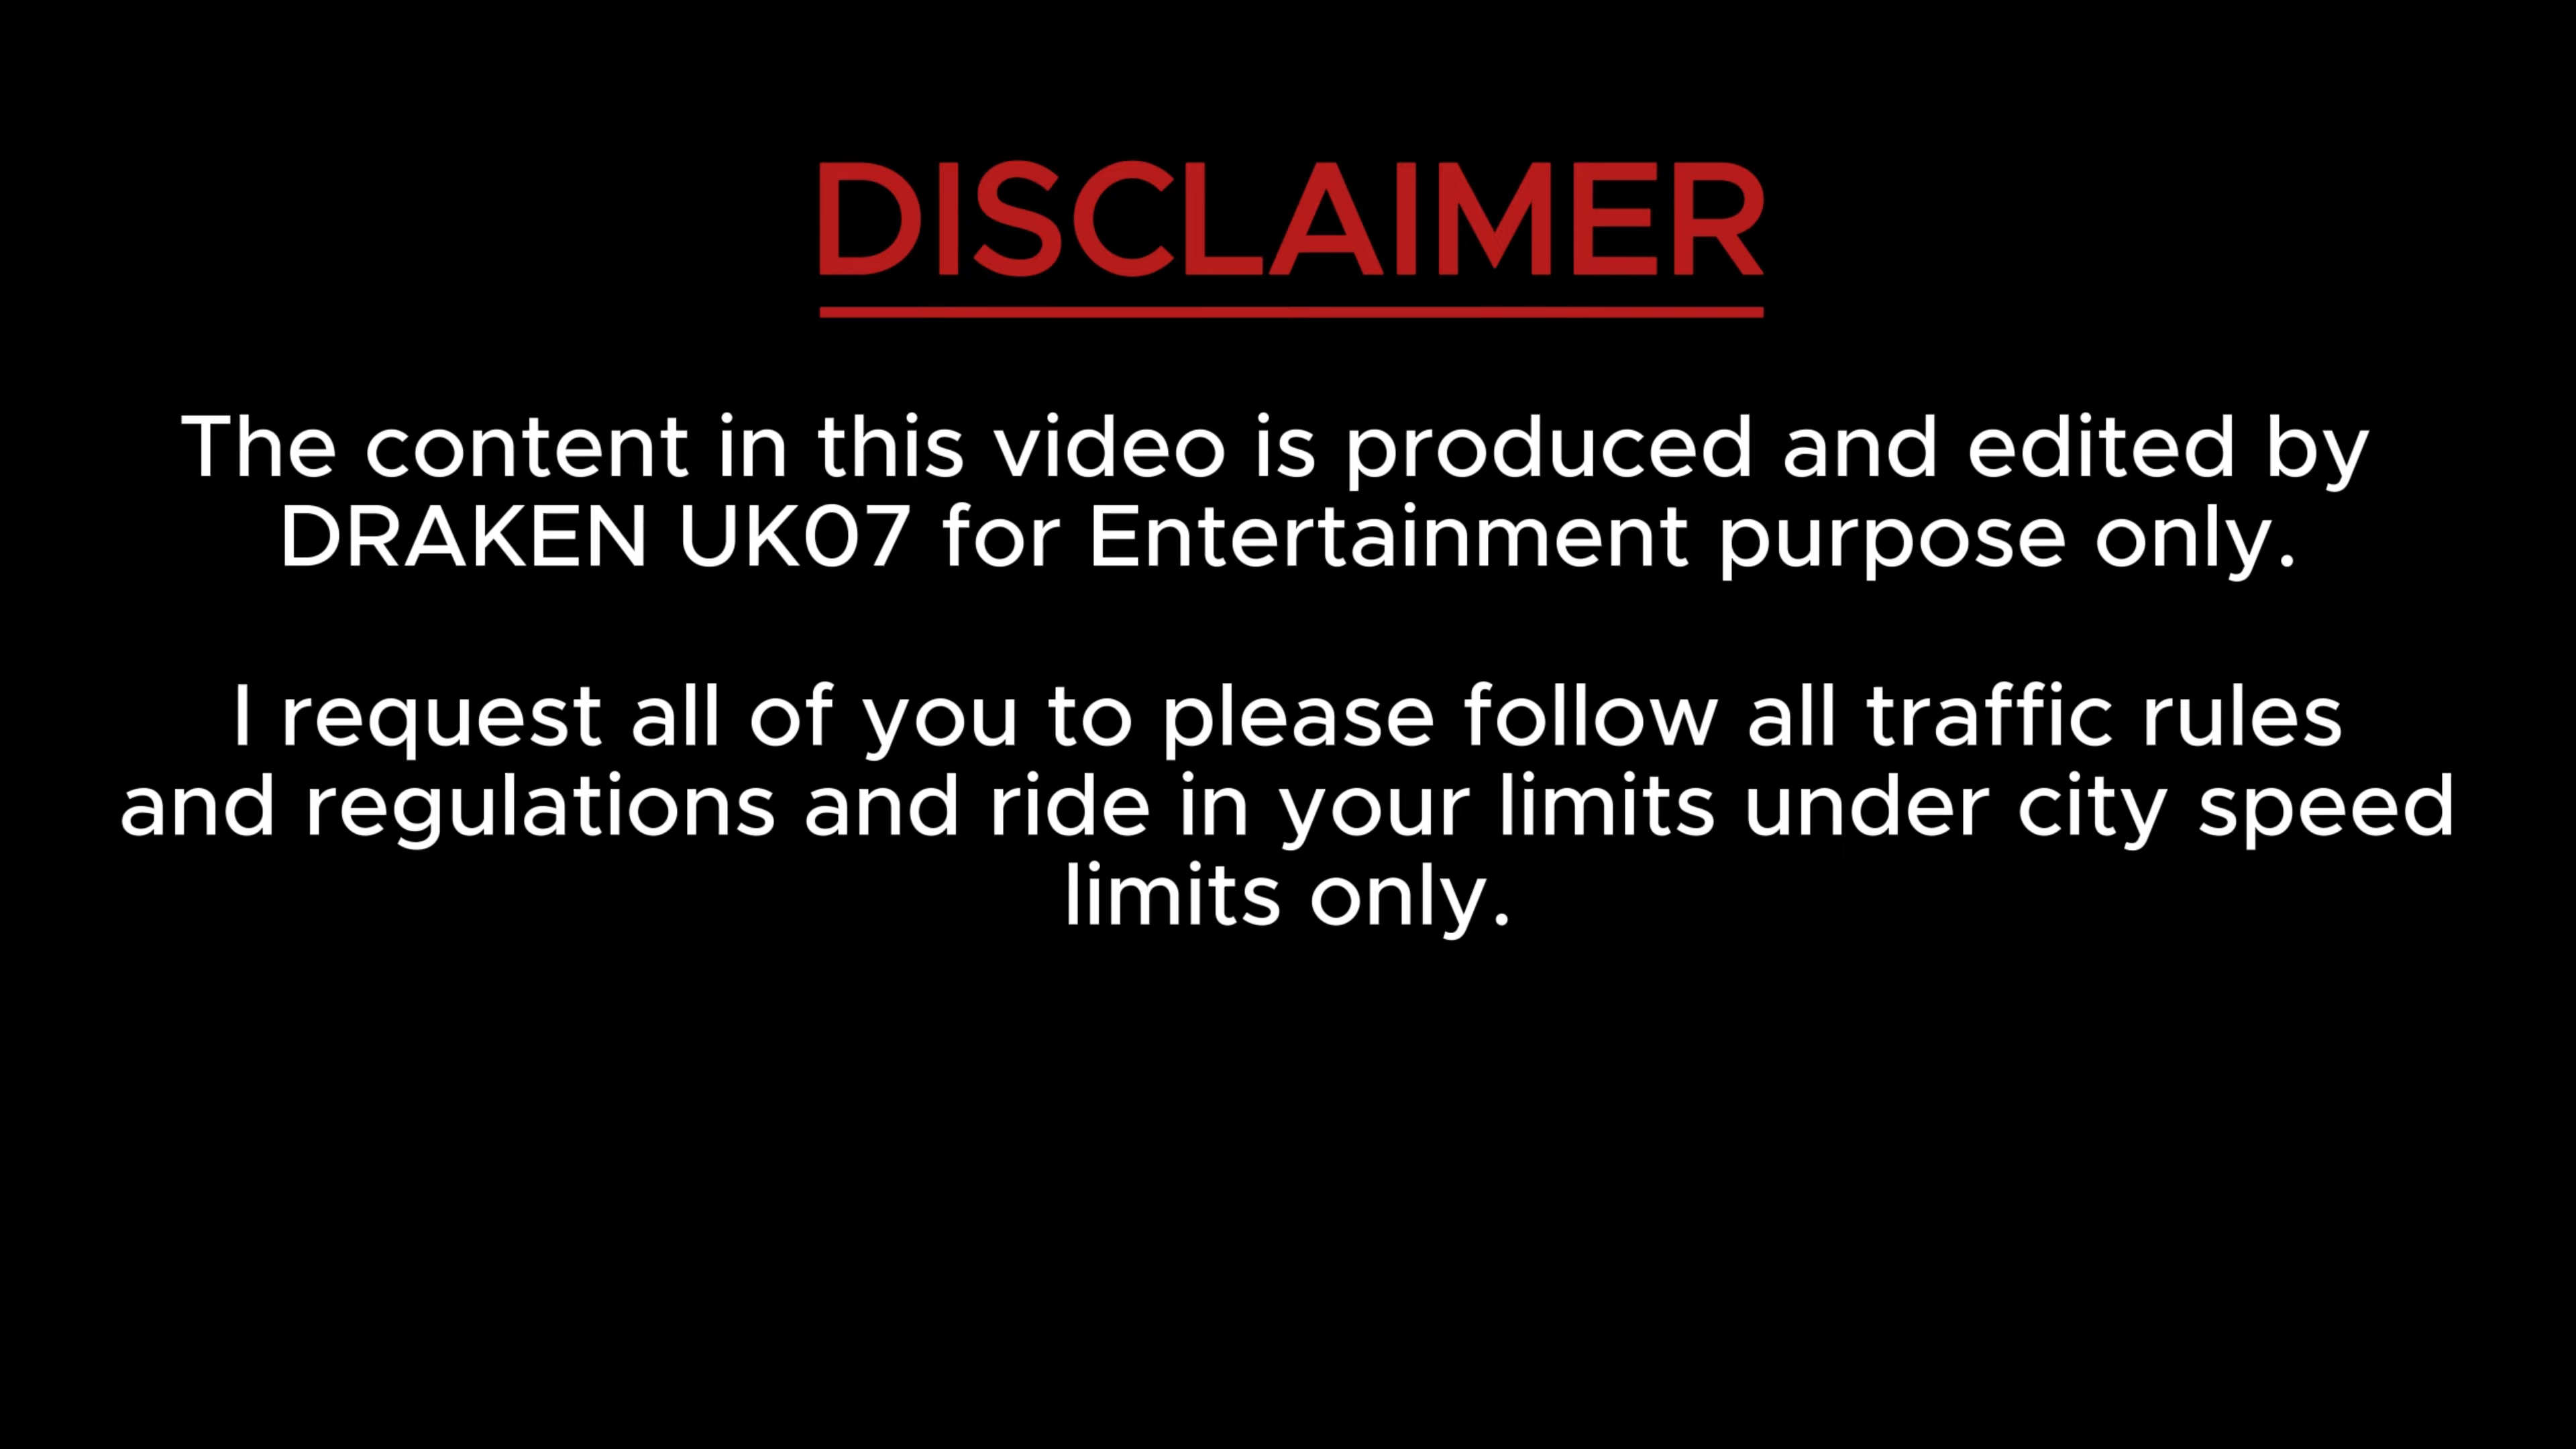 DISCLAIMER
The content in this video is produced and edited by
DRAKEN UK07 for Entertainment purpose only.
I request all of you to please follow all traffic rules
and regulations and ride in your limits under city speed
limits only.